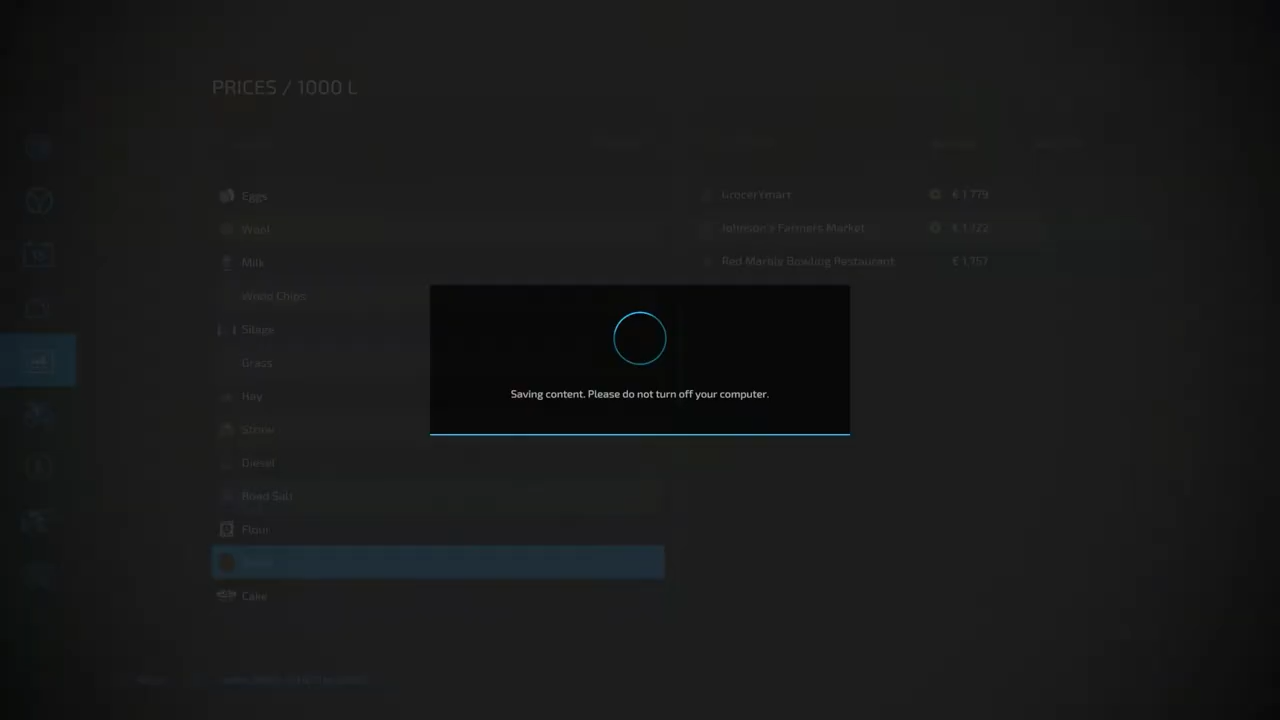 PRICES / 1000 L
Eggs
GroceryMart
€ 1 779
Wool
Johnson's Farmers Market
€ 1 722
Milk
Red Marble Bowling Restaurant
€ 1 757
Wood Chips
Silage
Grass
Hay
Straw
Diesel
Road Salt
Flour
Cake
Saving content. Please do not turn off your computer.